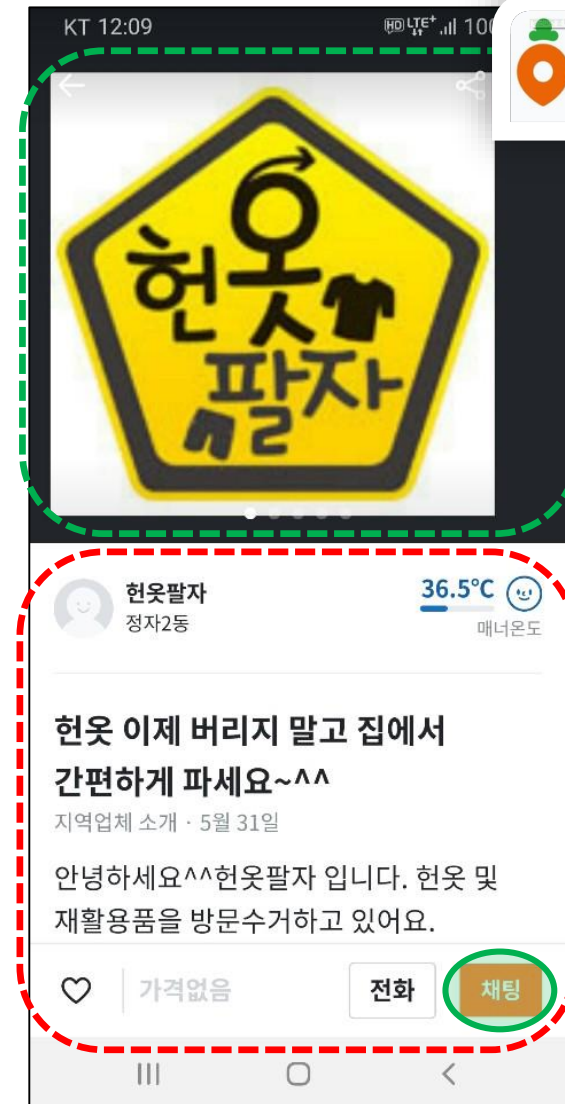 KT 12:09
HD LTE+ 100
헌옷
팔자
헌옷팔자
36.5°C
정자2동
매너온도
헌옷 이제 버리지 말고 집에서
간편하게 파세요~^^
지역업체 소개 · 5월 31일
안녕하세요^^헌옷팔자 입니다. 헌옷 및
재활용품을 방문수거하고 있어요.
가격없음
전화
채팅